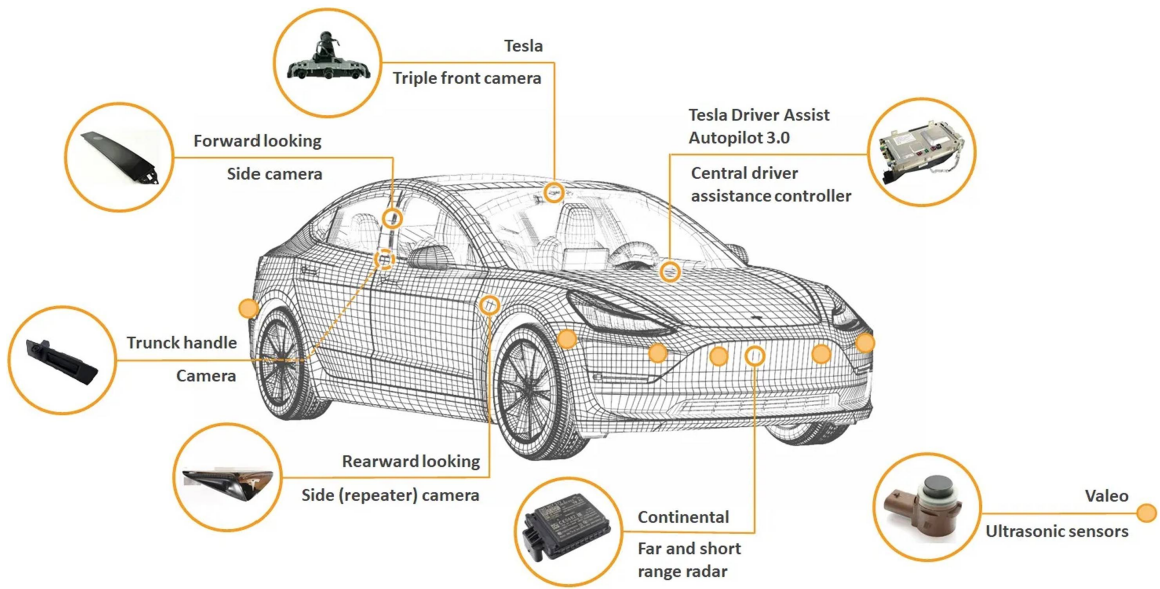 Tesla
Triple front camera
Tesla Driver Assist
Autopilot 3.0
Central driver
assistance controller
Forward looking
Side camera
Trunck handle
Camera
Rearward looking
Side (repeater) camera
Continental
Far and short
range radar
Valeo
Ultrasonic sensors